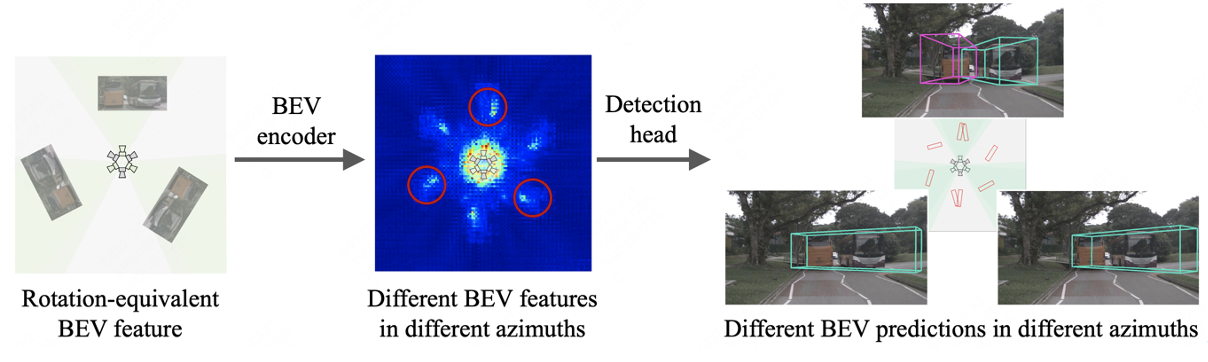 BEV
encoder
Detection
head
Rotation-equivalent
BEV feature
Different BEV features
in different azimuths
Different BEV predictions in different azimuths